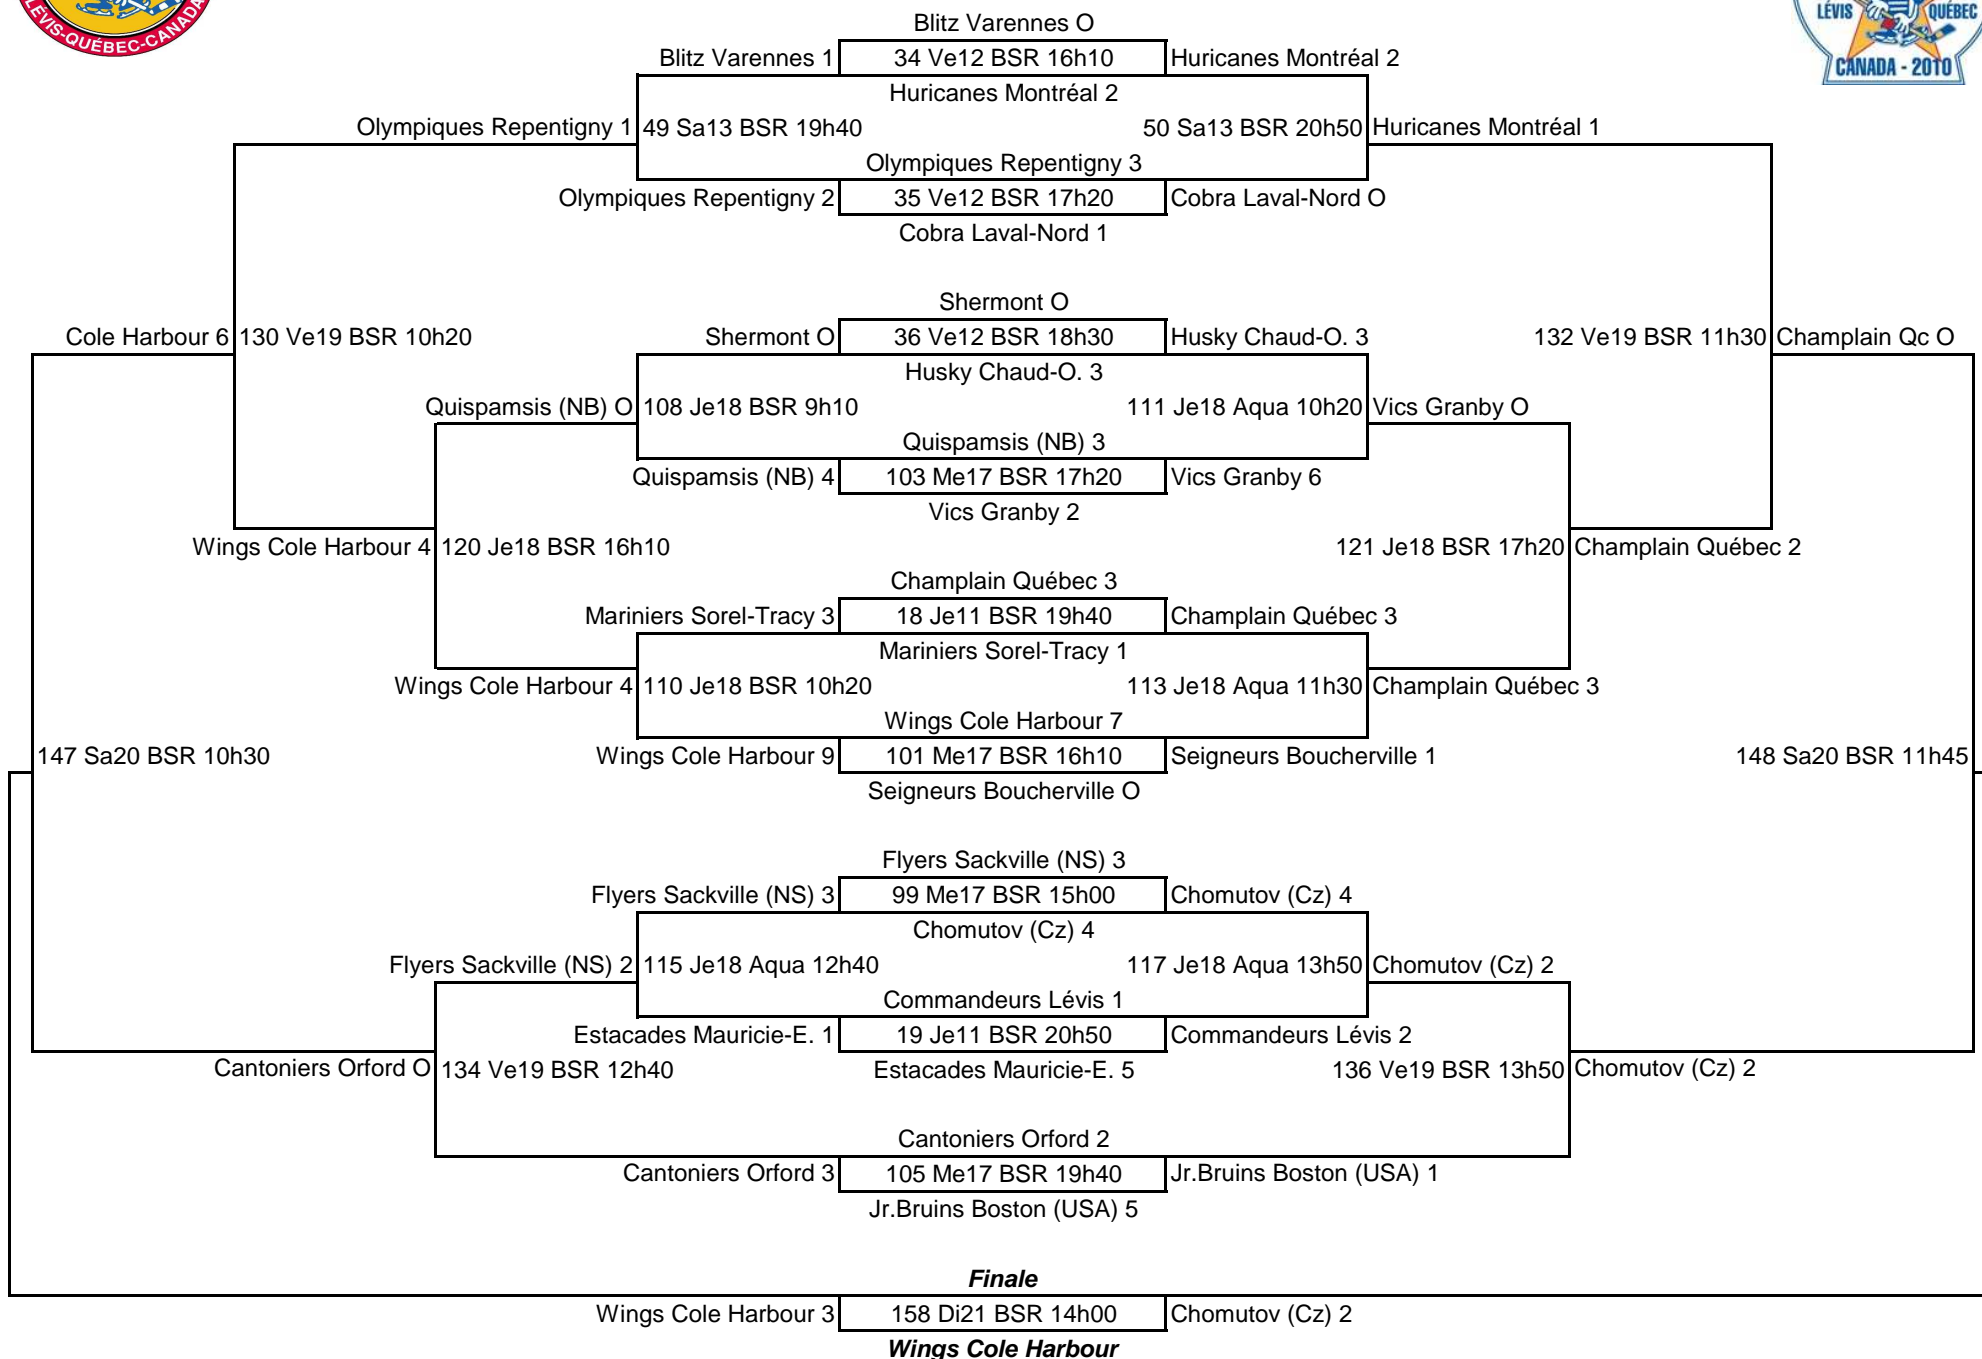 LÉVIS-QUÉBEC-CANADA
LÉVIS QUÉBEC
CANADA - 2010
Blitz Varennes O
Blitz Varennes 1 34 Ve12 BSR 16h10 Huricanes Montréal 2
Huricanes Montréal 2
Olympiques Repentigny 1 49 Sa13 BSR 19h40 50 Sa13 BSR 20h50 Huricanes Montréal 1
Olympiques Repentigny 3
Olympiques Repentigny 2 35 Ve12 BSR 17h20 Cobra Laval-Nord O
Cobra Laval-Nord 1
Shermont O
Cole Harbour 6 130 Ve19 BSR 10h20 Shermont O 36 Ve12 BSR 18h30 Husky Chaud-O. 3 132 Ve19 BSR 11h30 Champlain Qc O
Husky Chaud-O. 3
Quispamsis (NB) O 108 Je18 BSR 9h10 111 Je18 Aqua 10h20 Vics Granby O
Quispamsis (NB) 3
Quispamsis (NB) 4 103 Me17 BSR 17h20 Vics Granby 6
Vics Granby 2
Wings Cole Harbour 4 120 Je18 BSR 16h10 121 Je18 BSR 17h20 Champlain Québec 2
Champlain Québec 3
Mariniers Sorel-Tracy 3 18 Je11 BSR 19h40 Champlain Québec 3
Mariniers Sorel-Tracy 1
Wings Cole Harbour 4 110 Je18 BSR 10h20 113 Je18 Aqua 11h30 Champlain Québec 3
Wings Cole Harbour 7
147 Sa20 BSR 10h30 Wings Cole Harbour 9 101 Me17 BSR 16h10 Seigneurs Boucherville 1 148 Sa20 BSR 11h45
Seigneurs Boucherville O
Flyers Sackville (NS) 3
Flyers Sackville (NS) 3 99 Me17 BSR 15h00 Chomutov (Cz) 4
Chomutov (Cz) 4
Flyers Sackville (NS) 2 115 Je18 Aqua 12h40 117 Je18 Aqua 13h50 Chomutov (Cz) 2
Commandeurs Lévis 1
Estacades Mauricie-E. 1 19 Je11 BSR 20h50 Commandeurs Lévis 2
Cantoniers Orford O 134 Ve19 BSR 12h40 Estacades Mauricie-E. 5 136 Ve19 BSR 13h50 Chomutov (Cz) 2
Cantoniers Orford 2
Cantoniers Orford 3 105 Me17 BSR 19h40 Jr.Bruins Boston (USA) 1
Jr.Bruins Boston (USA) 5
Finale
Wings Cole Harbour 3 158 Di21 BSR 14h00 Chomutov (Cz) 2
Wings Cole Harbour